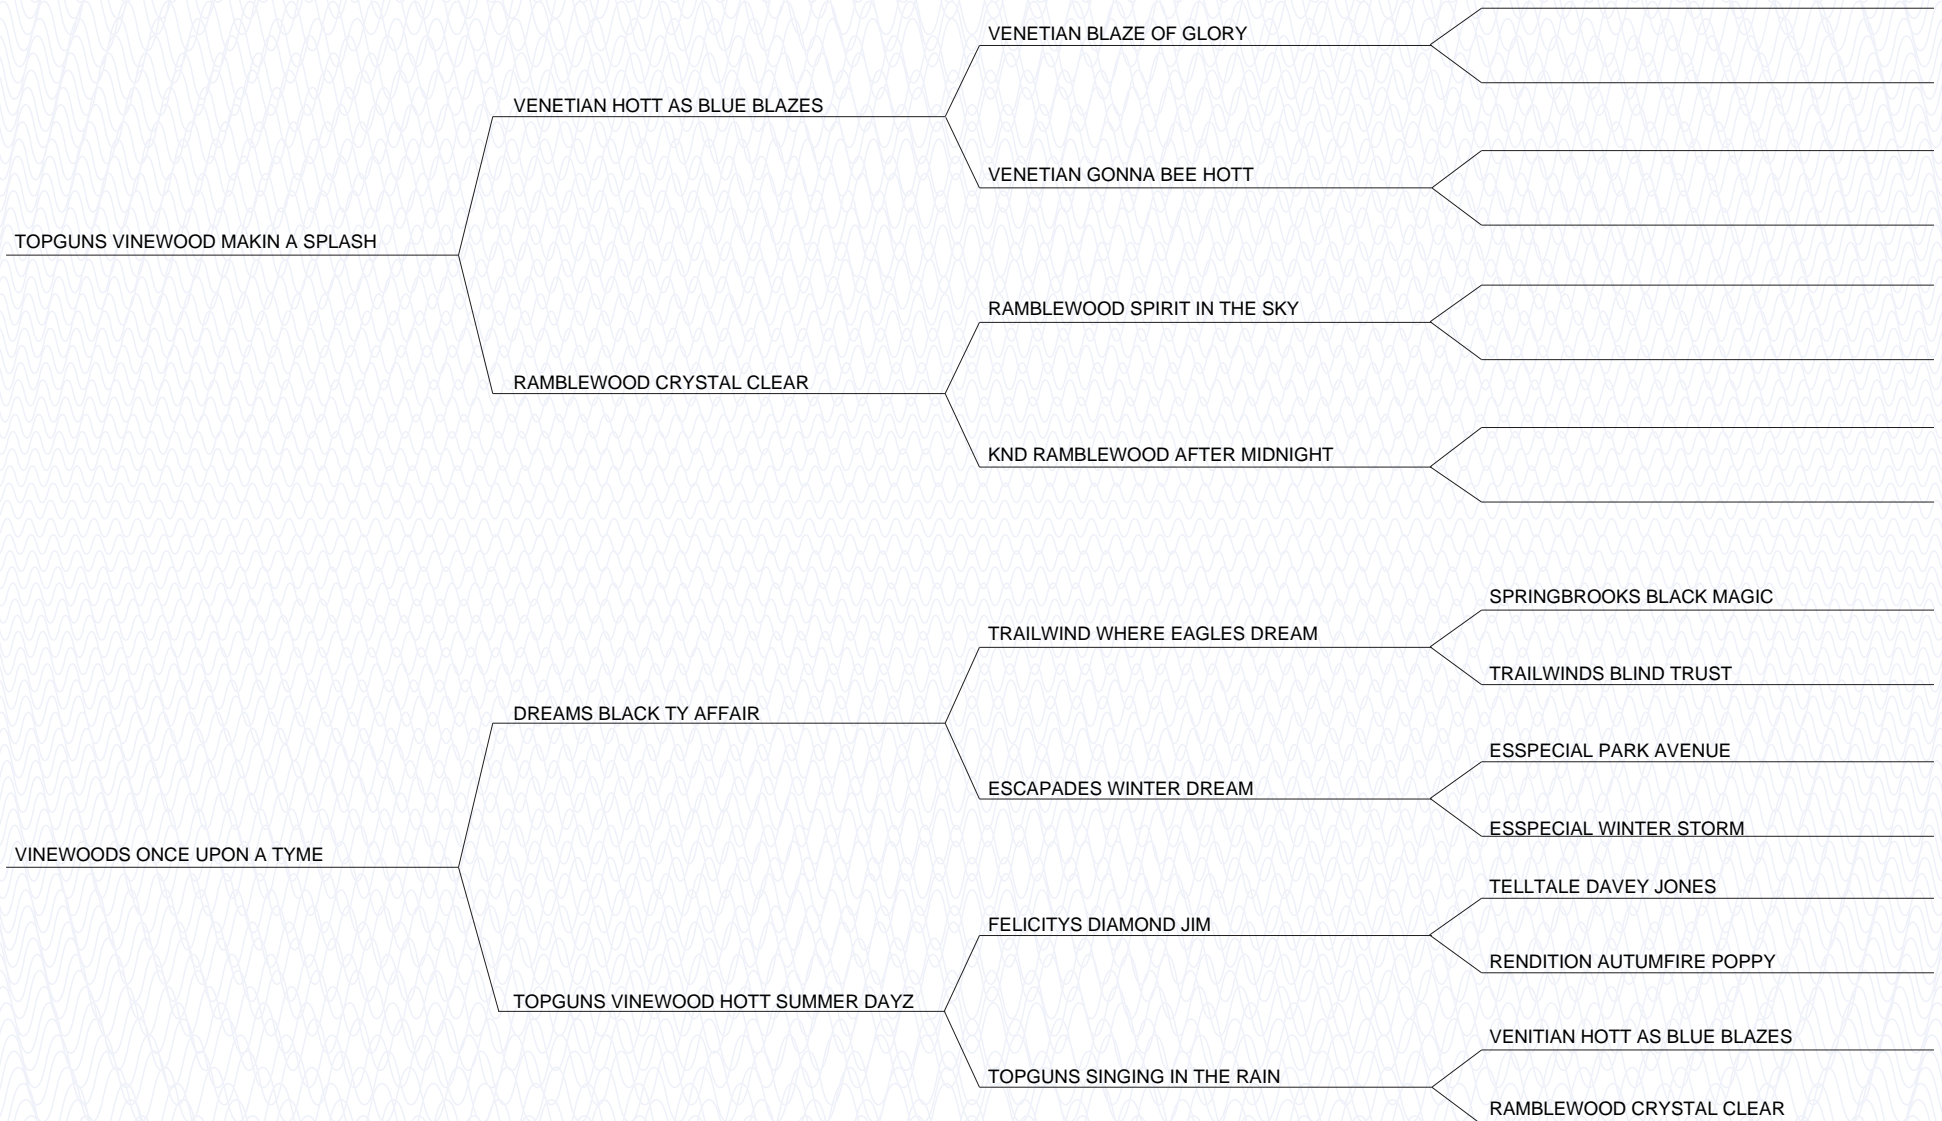 VENETIAN BLAZE OF GLORY
VENETIAN HOTT AS BLUE BLAZES
VENETIAN GONNA BEE HOTT
TOPGUNS VINEWOOD MAKIN A SPLASH
RAMBLEWOOD SPIRIT IN THE SKY
RAMBLEWOOD CRYSTAL CLEAR
KND RAMBLEWOOD AFTER MIDNIGHT
SPRINGBROOKS BLACK MAGIC
TRAILWIND WHERE EAGLES DREAM
TRAILWINDS BLIND TRUST
DREAMS BLACK TY AFFAIR
ESSPECIAL PARK AVENUE
ESCAPADES WINTER DREAM
ESSPECIAL WINTER STORM
VINEWOODS ONCE UPON A TYME
TELLTALE DAVEY JONES
FELICITYS DIAMOND JIM
RENDITION AUTUMFIRE POPPY
TOPGUNS VINEWOOD HOTT SUMMER DAYZ
VENITIAN HOTT AS BLUE BLAZES
TOPGUNS SINGING IN THE RAIN
RAMBLEWOOD CRYSTAL CLEAR